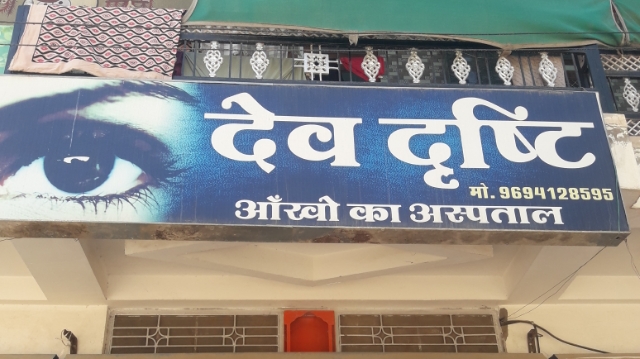 देव दृष्टि
मो. 9694128595
आँखो का अस्पताल